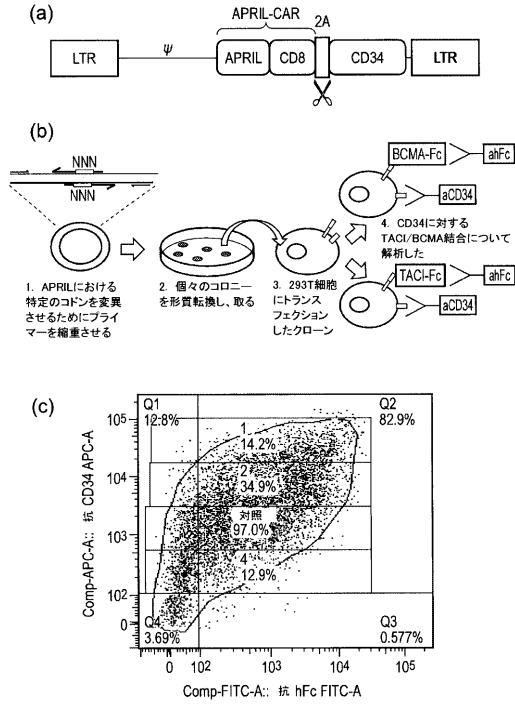 (a)
APRIL-CAR
2A
LTR
ψ
APRIL
CD8
CD34
LTR
(b)
NNN
NNN
1. APRILにおける
特定のコドンを変異
させるためにプライ
マーを縮重させる
2. 個々のコロニー
を形質転換し、取る
3. 293T細胞
にトランス
フェクション
したクローン
BCMA-Fc
ahFc
aCD34
4. CD34に対する
TACI/BCMA結合について
解析した
TACI-Fc
ahFc
aCD34
(c)
Q1
12.8%
Q2
82.9%
1
14.2%
2
34.9%
対照
97.0%
4
12.9%
Q4
3.69%
Q3
0.577%
10⁵
10⁴
10³
10²
0
Comp-APC-A:: 抗 CD34 APC-A
0
10²
10³
10⁴
10⁵
Comp-FITC-A:: 抗 hFc FITC-A